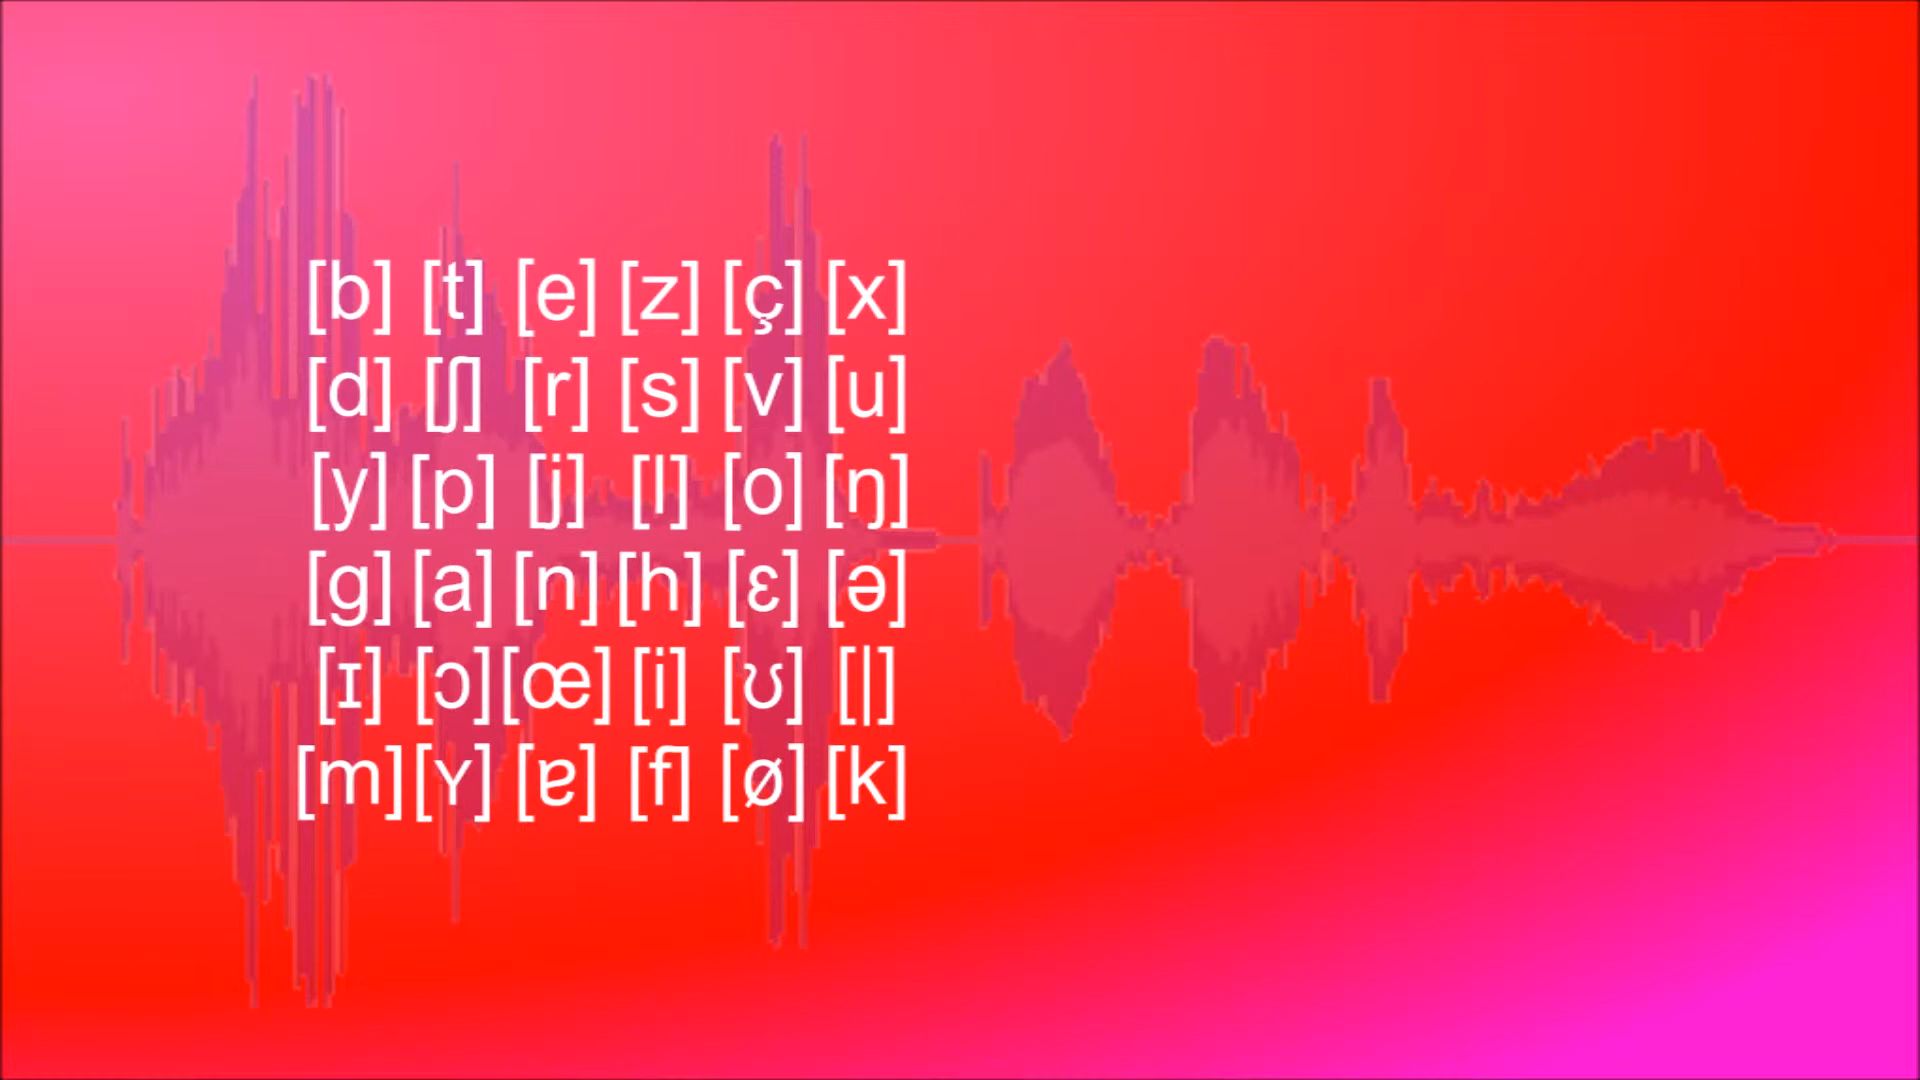 [b] [t] [e] [z] [ç] [x]
[d] [ʃ] [r] [s] [v] [u]
[y] [p] [j] [l] [o] [ŋ]
[g] [a] [n] [h] [ɛ] [ə]
[ɪ] [ɔ] [œ] [i] [ʊ] [|]
[m] [ʏ] [ɐ] [f] [ø] [k]